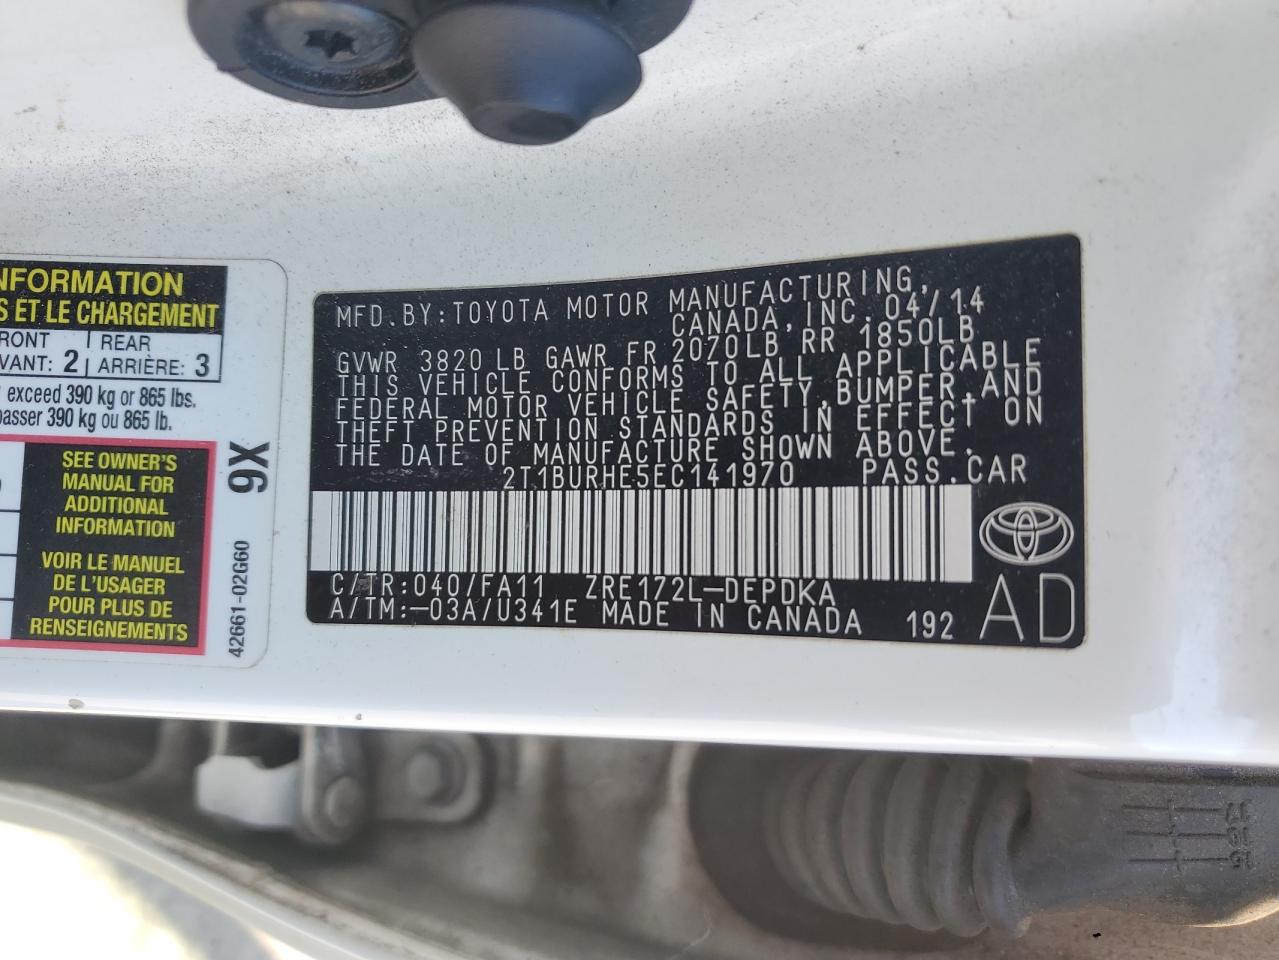 NFORMATION
S ET LE CHARGEMENT
RONT REAR
VANT: 2 ARRIÈRE: 3
exceed 390 kg or 865 lbs.
passer 390 kg ou 865 lb.
SEE OWNER'S
MANUAL FOR
ADDITIONAL
INFORMATION
VOIR LE MANUEL
DE L'USAGER
POUR PLUS DE
RENSEIGNEMENTS
9X
42661-02G60
MFD.BY:TOYOTA MOTOR MANUFACTURING,
CANADA,INC.04/14
GVWR 3820 LB GAWR FR 2070LB RR 1850LB
THIS VEHICLE CONFORMS TO ALL APPLICABLE
FEDERAL MOTOR VEHICLE SAFETY,BUMPER,AND
THEFT PREVENTION STANDARDS IN EFFECT ON
THE DATE OF MANUFACTURE SHOWN ABOVE.
2T1BURHE5EC141970 PASS.CAR
C/TR:040/FA11 ZRE172L-DEPDKA
A/TM:-03A/U341E MADE IN CANADA 192
AD